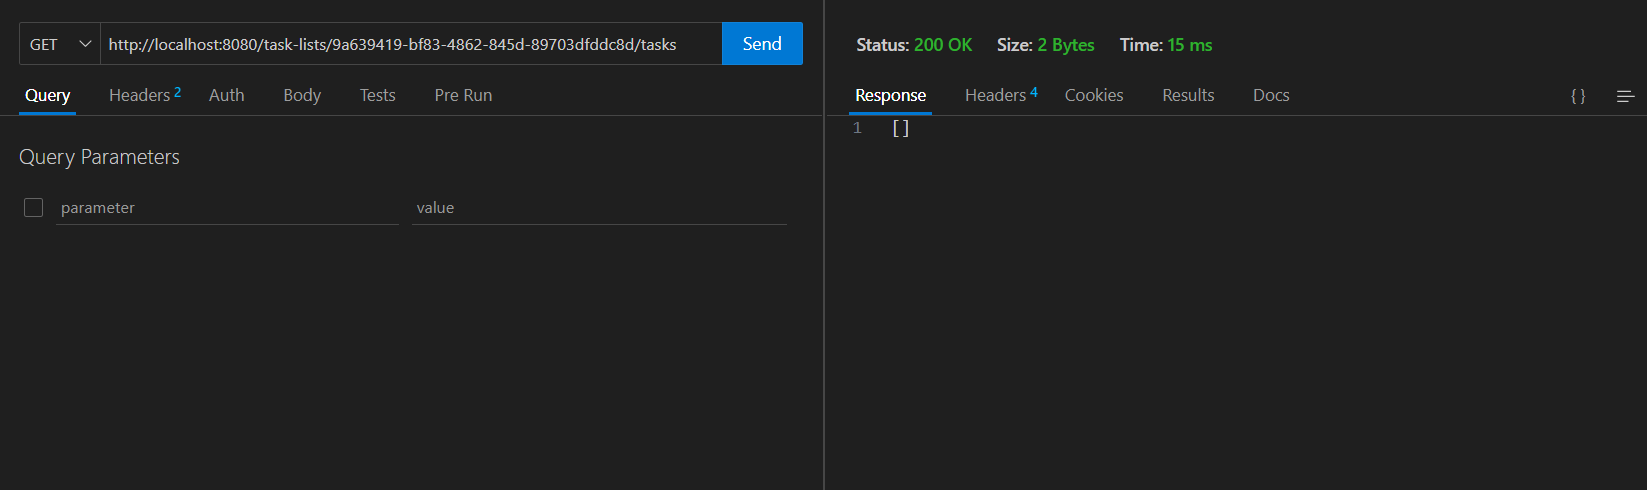 GET http://localhost:8080/task-lists/9a639419-bf83-4862-845d-89703dfddc8d/tasks Send
Query Headers 2 Auth Body Tests Pre Run
Query Parameters
parameter value
Status: 200 OK Size: 2 Bytes Time: 15 ms
Response Headers 4 Cookies Results Docs { }
1 []